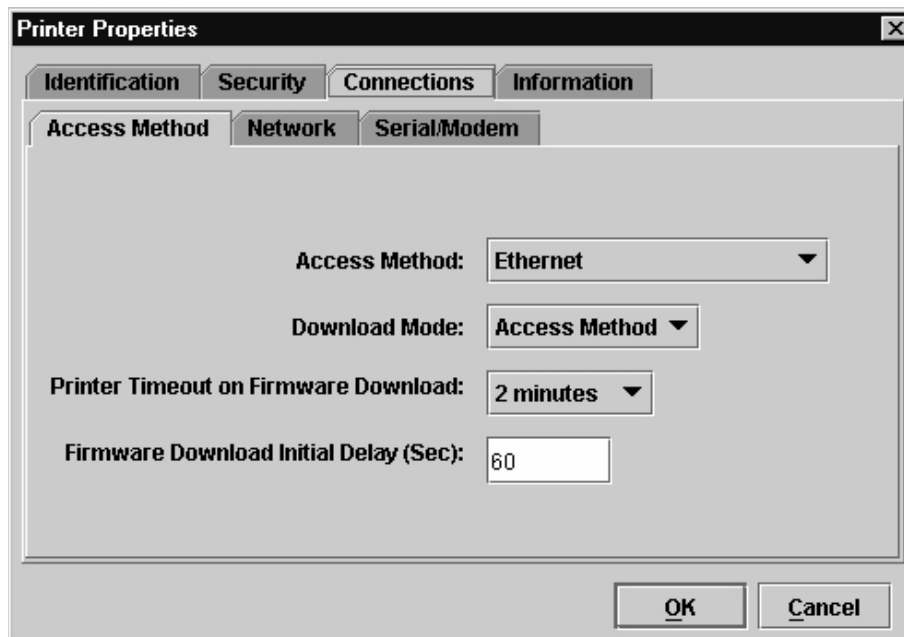 Printer Properties
Identification Security Connections Information
Access Method Network Serial/Modem
Access Method: Ethernet
Download Mode: Access Method
Printer Timeout on Firmware Download: 2 minutes
Firmware Download Initial Delay (Sec): 60
OK Cancel